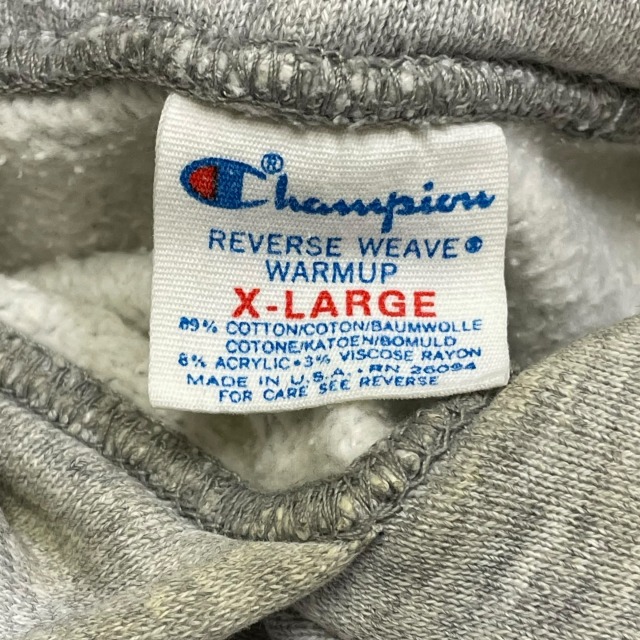 Champion®
REVERSE WEAVE®
WARMUP
X-LARGE
89% COTTON/COTON/BAUMWOLLE
COTONE/KATOEN/BOMULD
8% ACRYLIC • 3% VISCOSE RAYON
MADE IN U.S.A. • RN 26094
FOR CARE SEE REVERSE